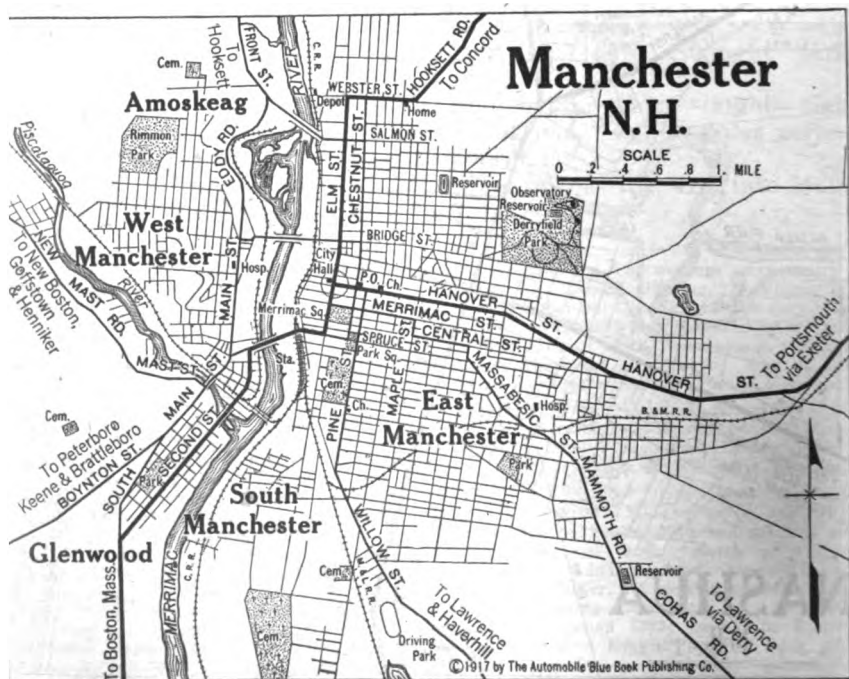 Manchester
N.H.
SCALE
0 .2 .4 .6 .8 1. MILE
FRONT ST.
To Hooksett
RIVER
C. R. R.
HOOKSETT RD.
To Concord
WEBSTER ST.
Depot
Home
SALMON ST.
Cem.
Amoskeag
Rimmon
Park
EDDY RD.
ELM ST.
CHESTNUT ST.
Reservoir
Observatory
Reservoir
Derryfield
Park
Piscataquog
River
West
Manchester
BRIDGE ST.
To New Boston,
Goffstown
& Henniker
NEW
MAST RD.
MAIN ST.
Hosp.
City
Hall
P.O.
Ch.
HANOVER
ST.
Merrimac Sq.
MERRIMAC ST.
CENTRAL ST.
SPRUCE ST.
Park Sq.
HANOVER
ST.
To Portsmouth
via Exeter
MAST ST.
Sta.
MAIN ST.
SOUTH
SECOND ST.
Cem.
PINE ST
MAPLE ST
Ch.
MASSABESIC
ST.
Hosp.
B. & M. R. R.
East
Manchester
Cem.
To Peterboro
Keene & Brattleboro
BOYNTON ST.
Park
Park
MAMMOTH RD.
South
Manchester
Glenwood
To Boston, Mass.
MERRIMAC
C. R. R.
Cem.
WILLOW ST.
Reservoir
COHAS RD.
To Lawrence
via Derry
To Lawrence
& Haverhill
Cem.
Driving
Park
©1917 by The Automobile Blue Book Publishing Co.